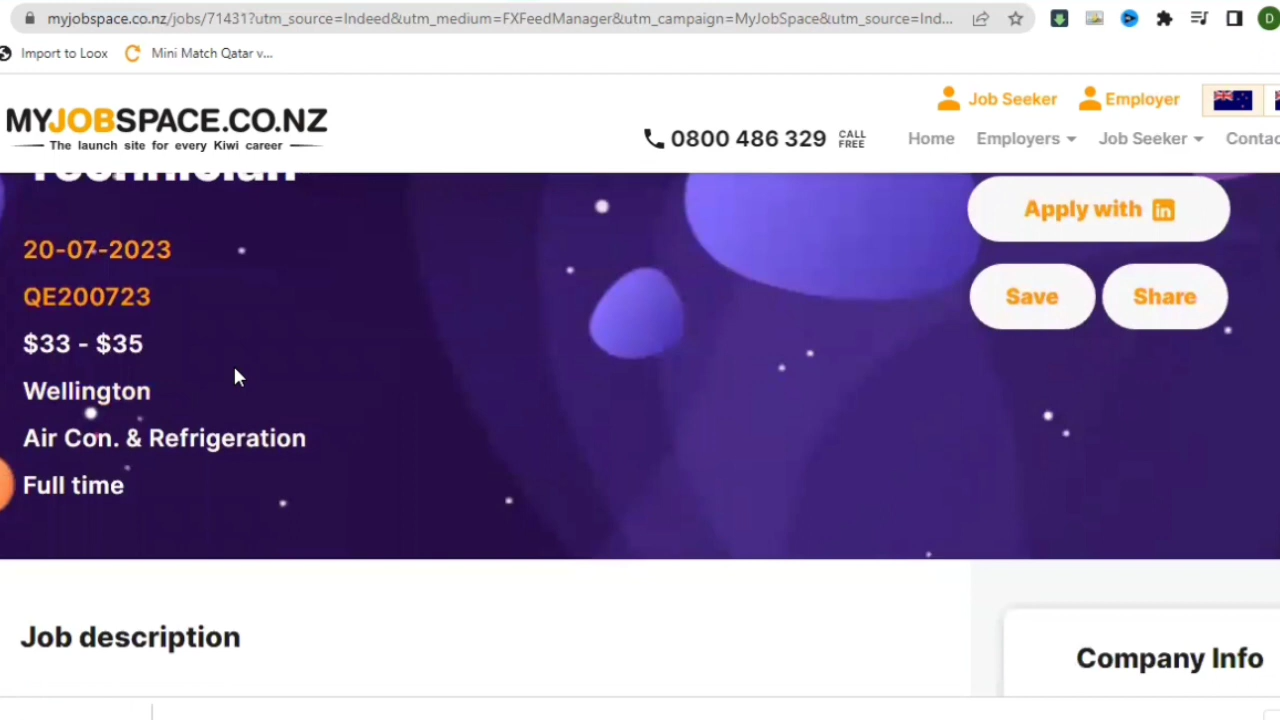 myjobspace.co.nz/jobs/71431?utm_source=Indeed&utm_medium=FXFeedManager&utm_campaign=MyJobSpace&utm_source=Ind...
D
Import to Loox
Mini Match Qatar v...
MYJOBSPACE.CO.NZ
The launch site for every Kiwi career
Job Seeker
Employer
0800 486 329
CALL
FREE
Home
Employers
Job Seeker
Contac
Technician
20-07-2023
QE200723
$33 - $35
Wellington
Air Con. & Refrigeration
Full time
Apply with in
Save
Share
Job description
Company Info